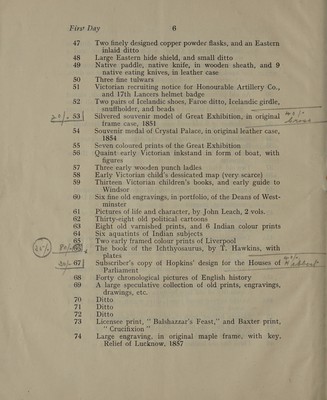 First Day 6
47 Two finely designed copper powder flasks, and an Eastern
inlaid ditto
48 Large Eastern hide shield, and small ditto
49 Native paddle, native knife, in wooden sheath, and 9
native eating knives, in leather case
50 Three fine tulwars
51 Victorian recruiting notice for Honourable Artillery Co.,
and 17th Lancers helmet badge
52 Two pairs of Icelandic shoes, Faroe ditto, Icelandic girdle,
snuffholder, and beads
53 Silvered souvenir model of Great Exhibition, in original
frame case, 1851
54 Souvenir model of Crystal Palace, in original leather case,
1854
55 Seven coloured prints of the Great Exhibition
56 Quaint early Victorian inkstand in form of boat, with
figures
57 Three early wooden punch ladles
58 Early Victorian child's dessicated map (very scarce)
59 Thirteen Victorian children's books, and early guide to
Windsor
60 Six fine old engravings, in portfolio, of the Deans of West-
minster
61 Pictures of life and character, by John Leach, 2 vols.
62 Thirty-eight old political cartoons
63 Eight old varnished prints, and 6 Indian colour prints
64 Six aquatints of Indian subjects
65 Two early framed colour prints of Liverpool
66 The book of the Ichthyosaurus, by T. Hawkins, with
plates
67 Subscriber's copy of Hopkins' design for the Houses of
Parliament
68 Forty chronological pictures of English history
69 A large speculative collection of old prints, engravings,
drawings, etc.
70 Ditto
71 Ditto
72 Ditto
73 Licensee print, " Balshazzar's Feast," and Baxter print,
" Crucifixion "
74 Large engraving, in original maple frame, with key,
Relief of Lucknow, 1857